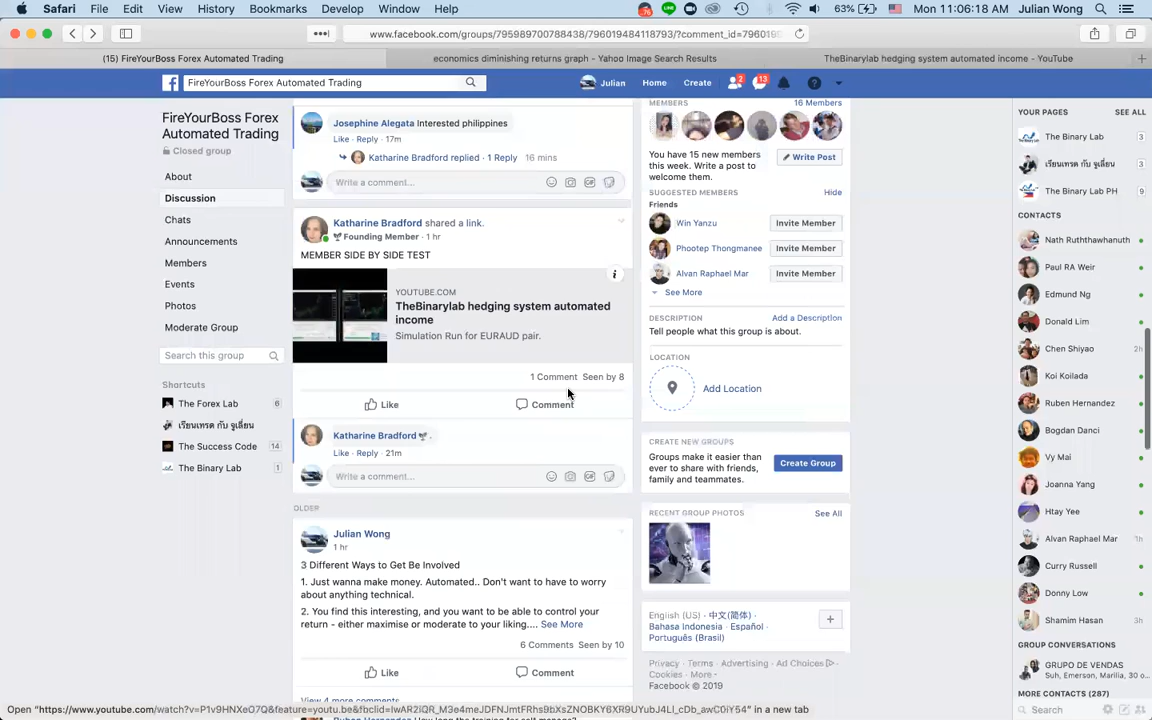 Safari File Edit View History Bookmarks Develop Window Help
76
63% Mon 11:06:18 AM Julian Wong
www.facebook.com/groups/795989700788438/796019484118793/?comment_id=7960195
(15) FireYourBoss Forex Automated Trading
economics diminishing returns graph - Yahoo Image Search Results
TheBinarylab hedging system automated income - YouTube
FireYourBoss Forex Automated Trading
Julian Home Create 2 13
FireYourBoss Forex
Automated Trading
Closed group
About
Discussion
Chats
Announcements
Members
Events
Photos
Moderate Group
Search this group
Shortcuts
The Forex Lab 6
เรียนเทรด กับ จูเลี่ยน
The Success Code 14
The Binary Lab 1
Josephine Alegata Interested philippines
Like · Reply · 17m
Katharine Bradford replied · 1 Reply 16 mins
Write a comment...
Katharine Bradford shared a link.
Founding Member · 1 hr
MEMBER SIDE BY SIDE TEST
YOUTUBE.COM
TheBinarylab hedging system automated
income
Simulation Run for EURAUD pair.
1 Comment Seen by 8
Like Comment
Katharine Bradford .
Like · Reply · 21m
Write a comment...
OLDER
Julian Wong
1 hr
3 Different Ways to Get Be Involved
1. Just wanna make money. Automated.. Don't want to have to worry
about anything technical.
2. You find this interesting, and you want to be able to control your
return - either maximise or moderate to your liking.... See More
6 Comments Seen by 10
Like Comment
View 4 more comments
MEMBERS 16 Members
You have 15 new members
this week. Write a post to
welcome them.
Write Post
SUGGESTED MEMBERS Hide
Friends
Win Yanzu Invite Member
Phootep Thongmanee Invite Member
Alvan Raphael Mar Invite Member
See More
DESCRIPTION Add a Description
Tell people what this group is about.
LOCATION
Add Location
CREATE NEW GROUPS
Groups make it easier than
ever to share with friends,
family and teammates.
Create Group
RECENT GROUP PHOTOS See All
English (US) · 中文(简体) ·
Bahasa Indonesia · Español ·
Português (Brasil)
Privacy · Terms · Advertising · Ad Choices ·
Cookies · More
Facebook © 2019
YOUR PAGES SEE ALL
The Binary Lab 3
เรียนเทรด กับ จูเลี่ยน 3
The Binary Lab PH 9
CONTACTS
Nath Ruththawhanuth
Paul RA Weir
Edmund Ng
Donald Lim
Chen Shiyao 2h
Koi Koilada
Ruben Hernandez
Bogdan Danci
Vy Mai
Joanna Yang
Htay Yee
Alvan Raphael Mar 1h
Curry Russell
Donny Low
Shamim Hasan 3h
GROUP CONVERSATIONS
GRUPO DE VENDAS
Suh, Emerson, Marilia, 30 o...
MORE CONTACTS (287)
Search